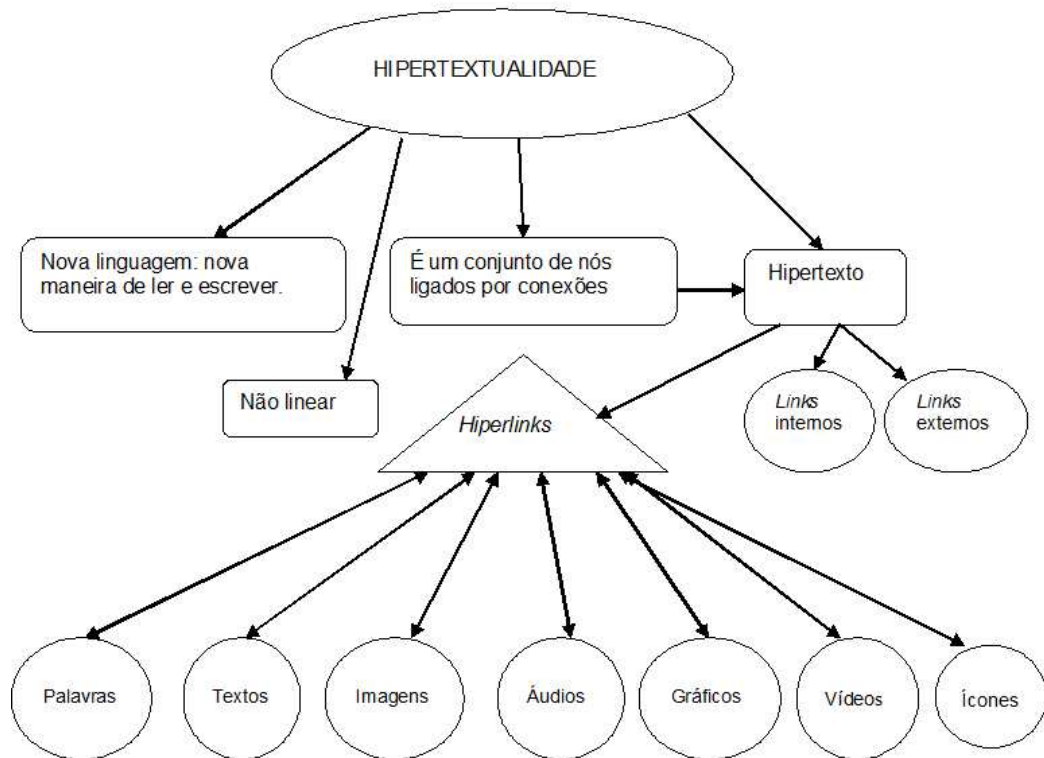 HIPERTEXTUALIDADE
Nova linguagem: nova
maneira de ler e escrever.
É um conjunto de nós
ligados por conexões
Hipertexto
Não linear
Hiperlinks
Links
internos
Links
externos
Palavras
Textos
Imagens
Áudios
Gráficos
Vídeos
Ícones